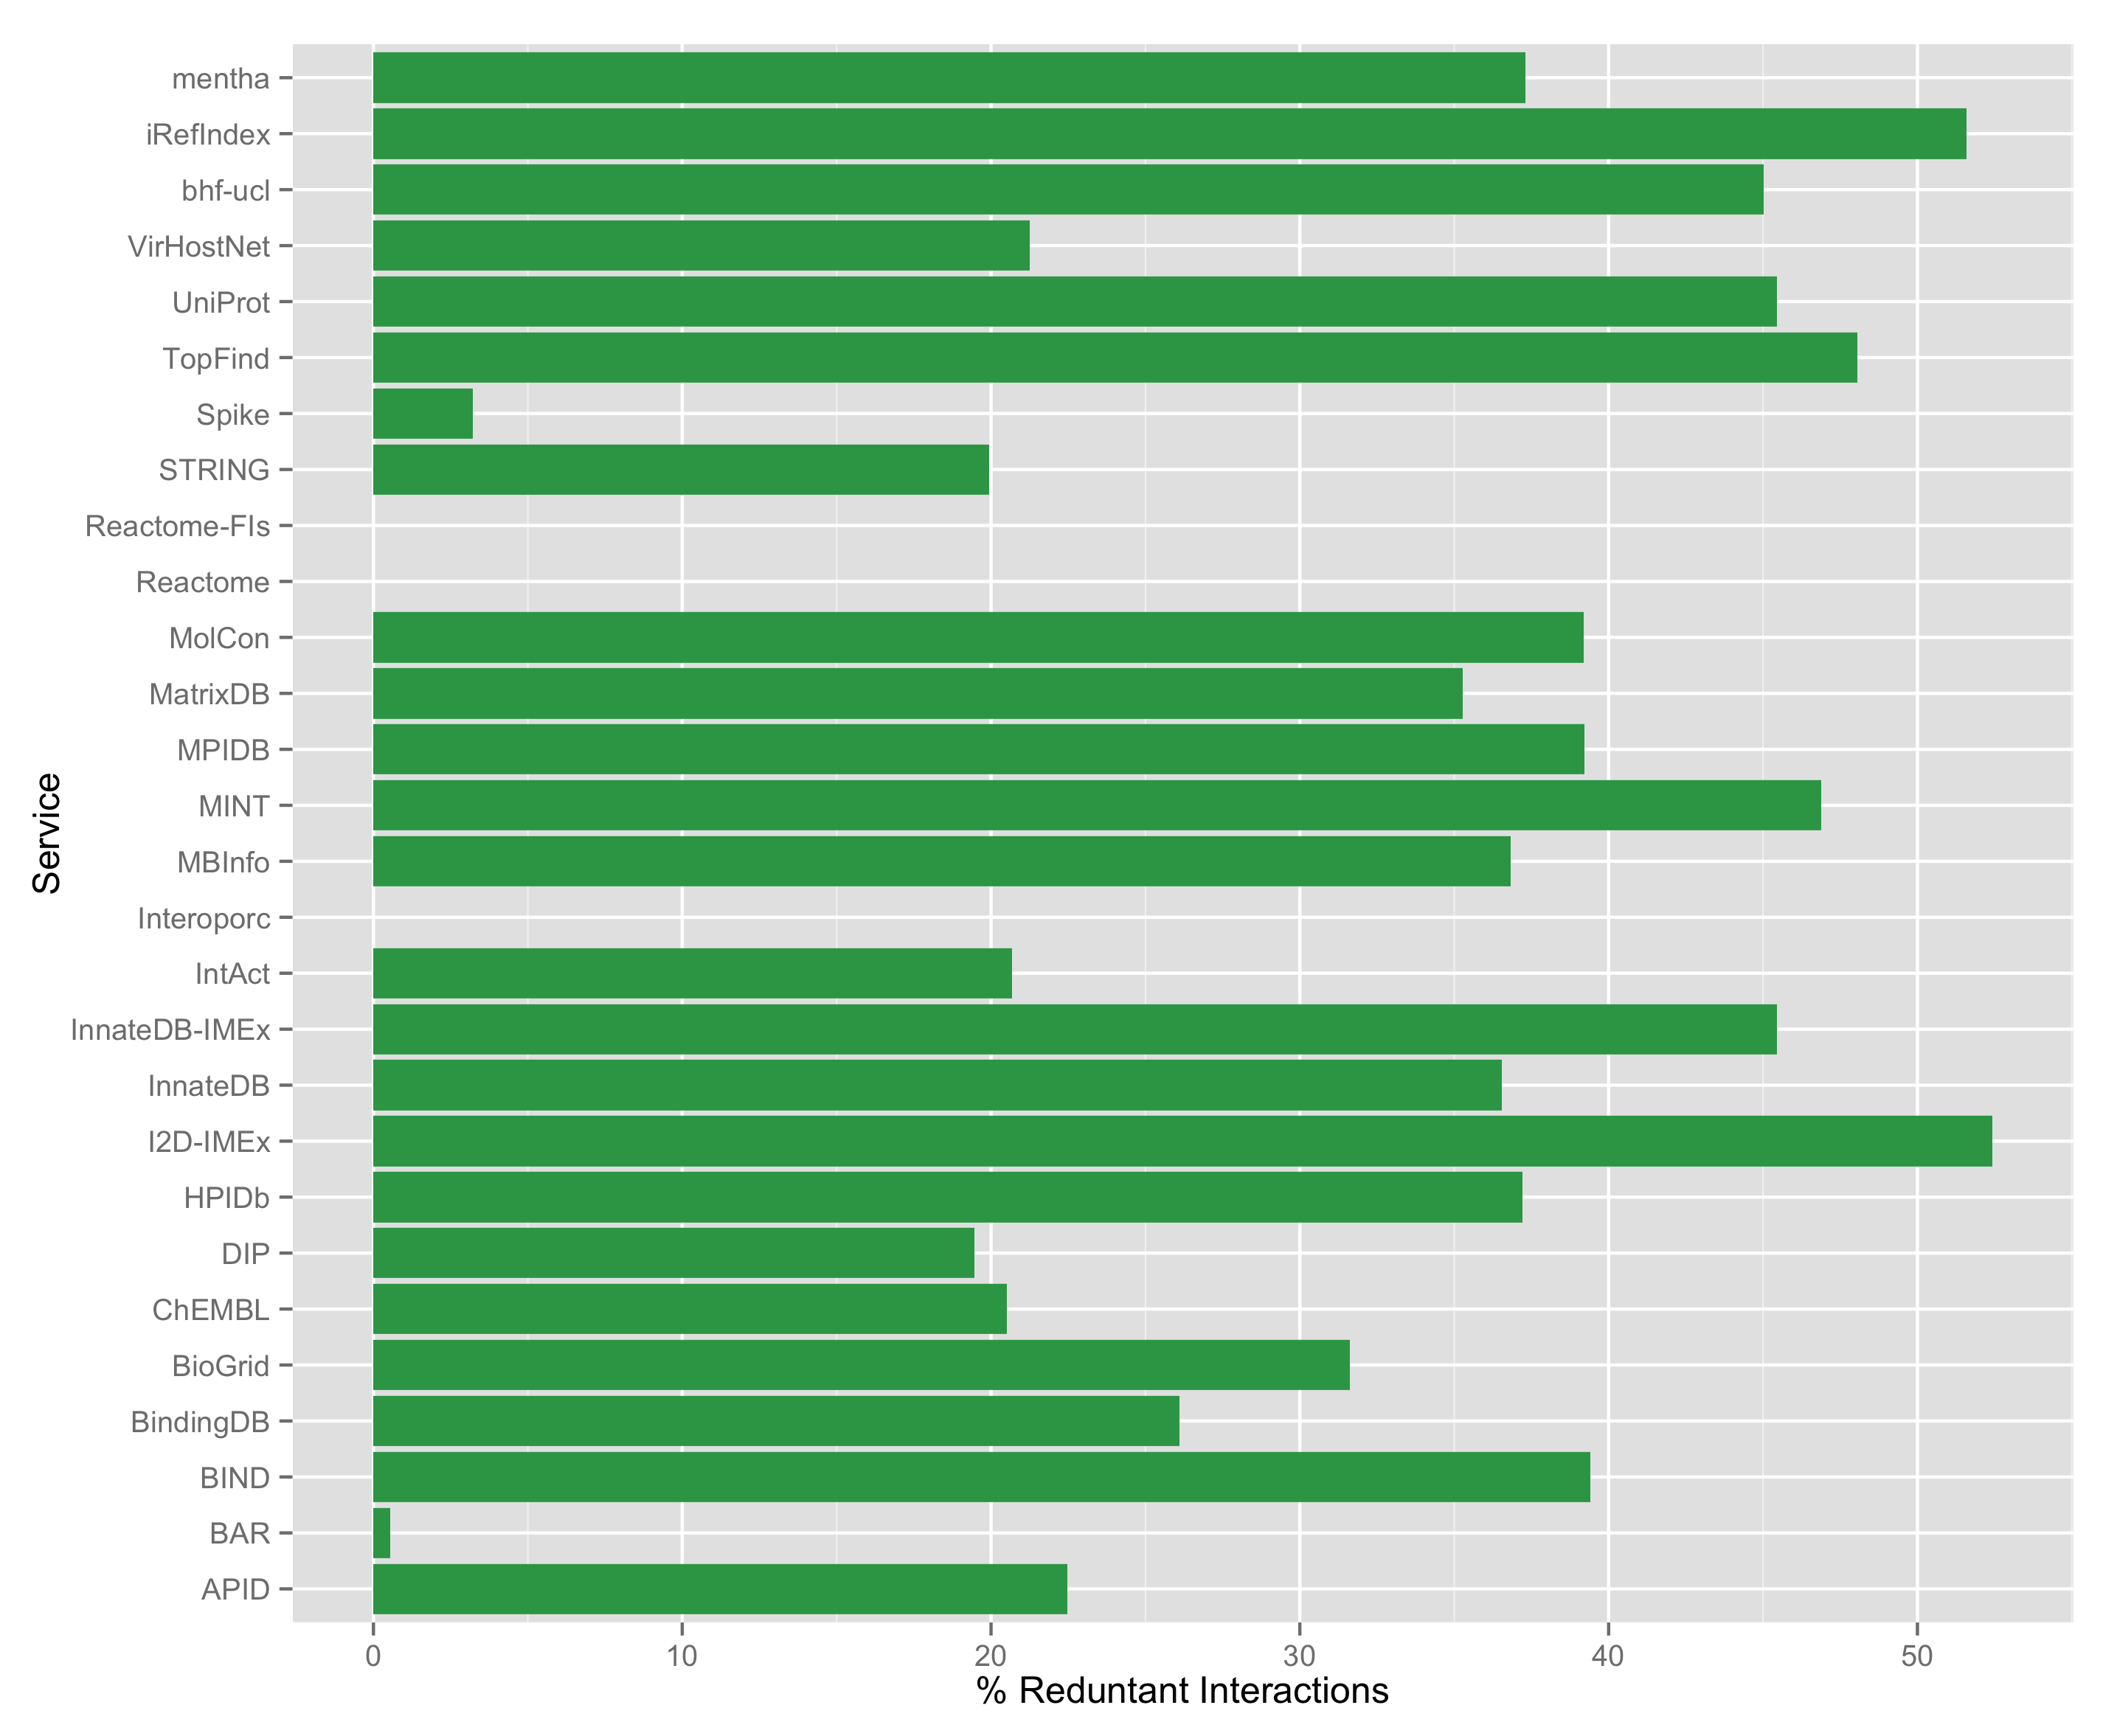 mentha
iRefIndex
bhf-ucl
VirHostNet
UniProt
TopFind
Spike
STRING
Reactome-FIs
Reactome
MolCon
MatrixDB
MPIDB
MINT
MBInfo
Interoporc
IntAct
InnateDB-IMEx
InnateDB
I2D-IMEx
HPIDb
DIP
ChEMBL
BioGrid
BindingDB
BIND
BAR
APID
Service
0 10 20 30 40 50
% Reduntant Interactions